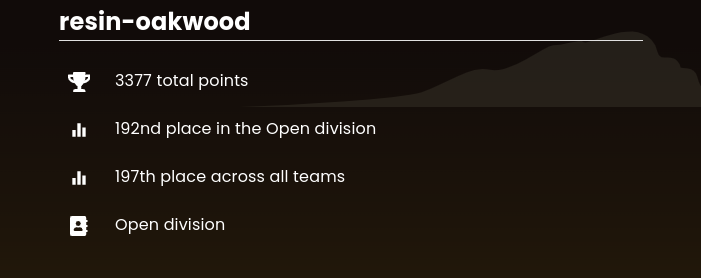 resin-oakwood
3377 total points
192nd place in the Open division
197th place across all teams
Open division